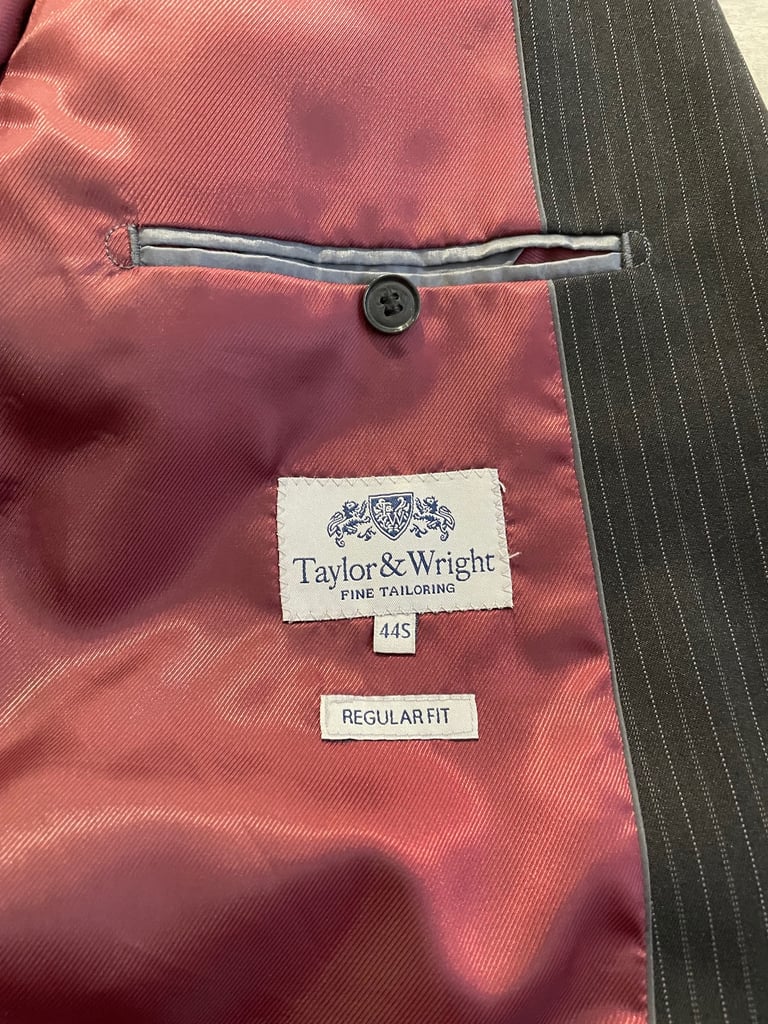 Taylor & Wright
FINE TAILORING
44S
REGULAR FIT